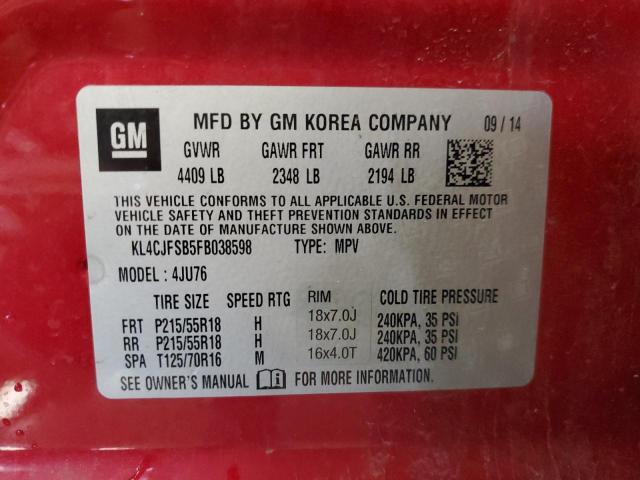 GM
MFD BY GM KOREA COMPANY 09 / 14
GVWR GAWR FRT GAWR RR
4409 LB 2348 LB 2194 LB
THIS VEHICLE CONFORMS TO ALL APPLICABLE U.S. FEDERAL MOTOR
VEHICLE SAFETY AND THEFT PREVENTION STANDARDS IN EFFECT
ON THE DATE OF MANUFACTURE SHOWN ABOVE.
KL4CJFSB5FB038598 TYPE: MPV
MODEL : 4JU76
TIRE SIZE SPEED RTG RIM COLD TIRE PRESSURE
FRT P215/55R18 H 18x7.0J 240KPA, 35 PSI
RR P215/55R18 H 18x7.0J 240KPA, 35 PSI
SPA T125/70R16 M 16x4.0T 420KPA, 60 PSI
SEE OWNER'S MANUAL FOR MORE INFORMATION.